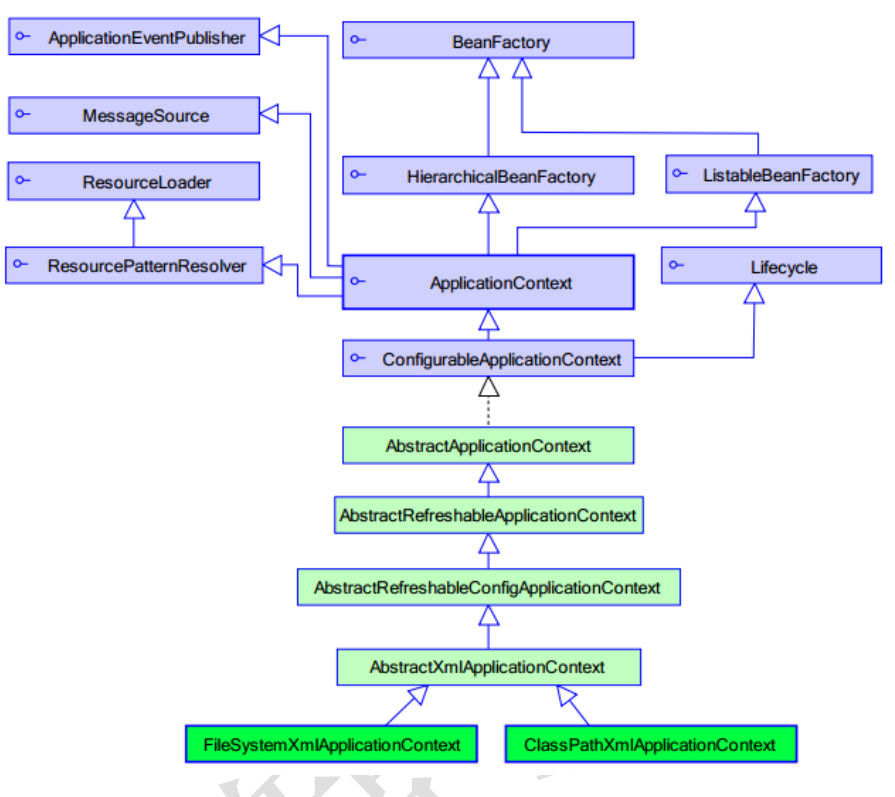 ApplicationEventPublisher
BeanFactory
MessageSource
ResourceLoader
HierarchicalBeanFactory
ListableBeanFactory
ResourcePatternResolver
ApplicationContext
Lifecycle
ConfigurableApplicationContext
AbstractApplicationContext
AbstractRefreshableApplicationContext
AbstractRefreshableConfigApplicationContext
AbstractXmlApplicationContext
FileSystemXmlApplicationContext
ClassPathXmlApplicationContext